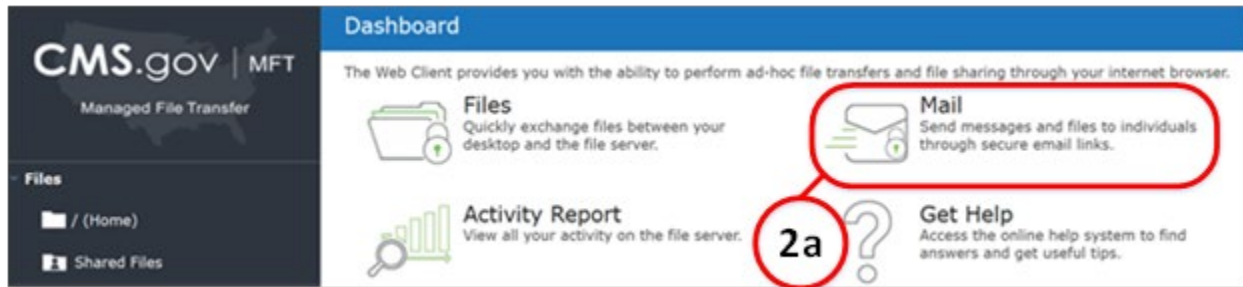 CMS.gov | MFT
Managed File Transfer
Files
/ (Home)
Shared Files
Dashboard
The Web Client provides you with the ability to perform ad-hoc file transfers and file sharing through your internet browser.
Files
Quickly exchange files between your
desktop and the file server.
Mail
Send messages and files to individuals
through secure email links.
Activity Report
View all your activity on the file server.
2a
Get Help
Access the online help system to find
answers and get useful tips.